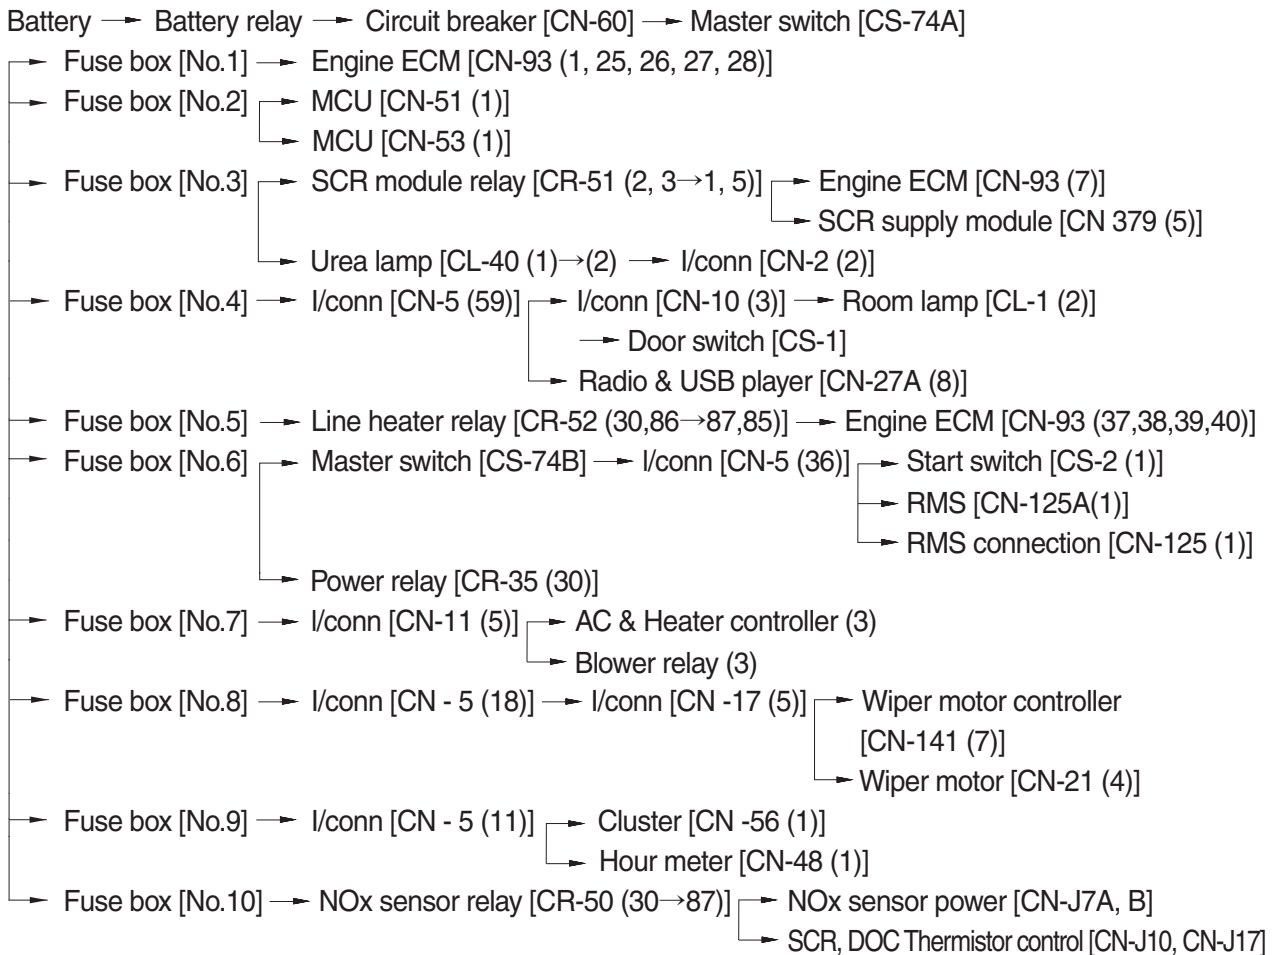 Battery → Battery relay → Circuit breaker [CN-60] → Master switch [CS-74A]
→ Fuse box [No.1] → Engine ECM [CN-93 (1, 25, 26, 27, 28)]
→ Fuse box [No.2] → MCU [CN-51 (1)]
→ MCU [CN-53 (1)]
→ Fuse box [No.3] → SCR module relay [CR-51 (2, 3→1, 5)] → Engine ECM [CN-93 (7)]
→ SCR supply module [CN 379 (5)]
→ Urea lamp [CL-40 (1)→(2) → I/conn [CN-2 (2)]
→ Fuse box [No.4] → I/conn [CN-5 (59)] → I/conn [CN-10 (3)] → Room lamp [CL-1 (2)]
→ Door switch [CS-1]
→ Radio & USB player [CN-27A (8)]
→ Fuse box [No.5] → Line heater relay [CR-52 (30,86→87,85)] → Engine ECM [CN-93 (37,38,39,40)]
→ Fuse box [No.6] → Master switch [CS-74B] → I/conn [CN-5 (36)] → Start switch [CS-2 (1)]
→ RMS [CN-125A(1)]
→ RMS connection [CN-125 (1)]
→ Power relay [CR-35 (30)]
→ Fuse box [No.7] → I/conn [CN-11 (5)] → AC & Heater controller (3)
→ Blower relay (3)
→ Fuse box [No.8] → I/conn [CN - 5 (18)] → I/conn [CN -17 (5)] → Wiper motor controller
[CN-141 (7)]
→ Wiper motor [CN-21 (4)]
→ Fuse box [No.9] → I/conn [CN - 5 (11)] → Cluster [CN -56 (1)]
→ Hour meter [CN-48 (1)]
→ Fuse box [No.10] → NOx sensor relay [CR-50 (30→87)] → NOx sensor power [CN-J7A, B]
→ SCR, DOC Thermistor control [CN-J10, CN-J17]